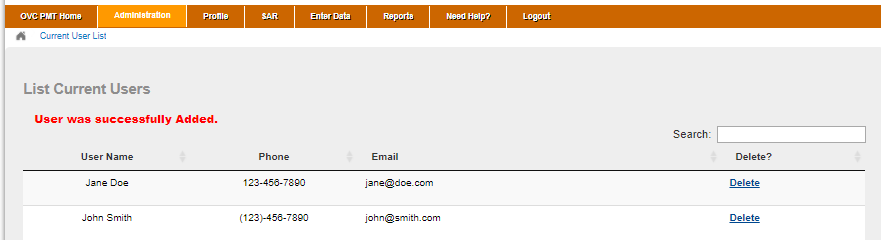 OVC PMT Home Administration Profile SAR Enter Data Reports Need Help? Logout
Current User List
List Current Users
User was successfully Added.
Search:
User Name Phone Email Delete?
Jane Doe 123-456-7890 jane@doe.com Delete
John Smith (123)-456-7890 john@smith.com Delete